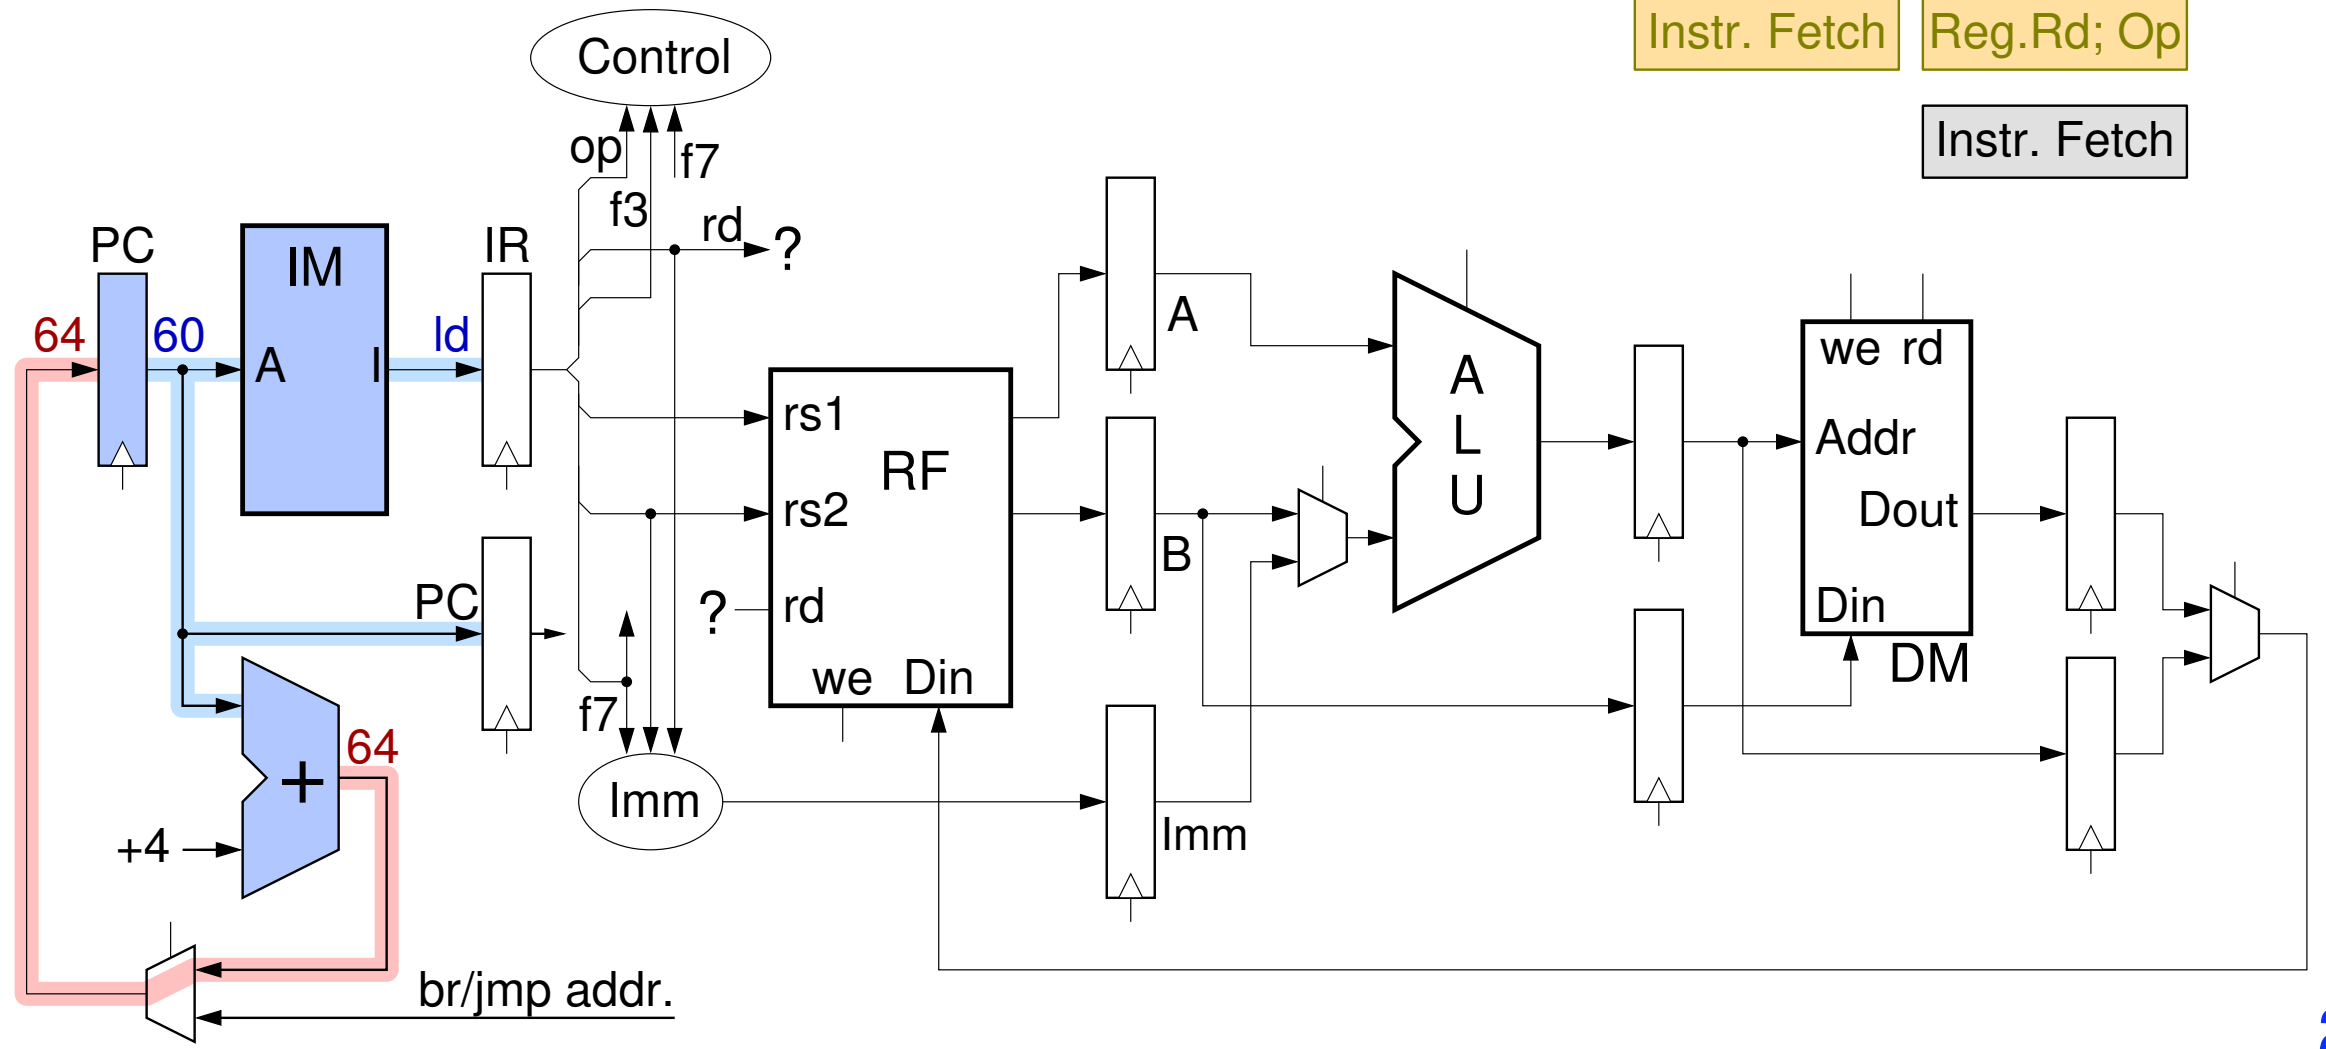 Instr. Fetch
Reg.Rd; Op
Control
Instr. Fetch
op
f7
f3
rd
?
PC
IM
IR
64
60
ld
A
I
A
A
L
U
we rd
Addr
Dout
Din
DM
rs1
RF
rs2
B
rd
?
we Din
PC
f7
64
+
+4
Imm
Imm
br/jmp addr.